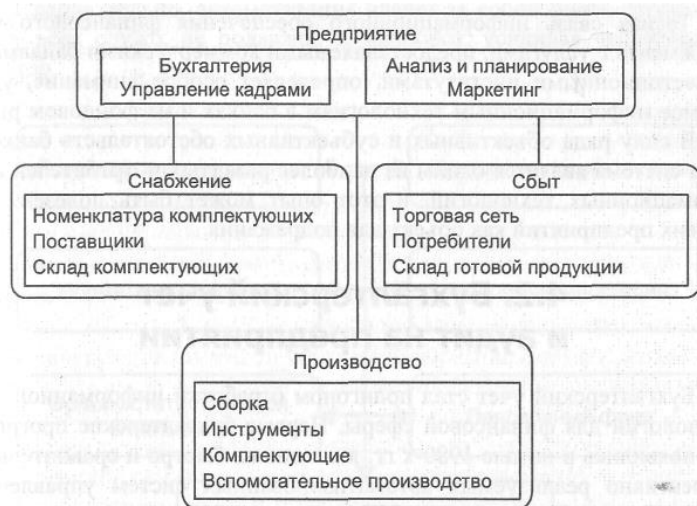 Предприятие
Бухгалтерия Анализ и планирование
Управление кадрами Маркетинг
Снабжение
Номенклатура комплектующих
Поставщики
Склад комплектующих
Сбыт
Торговая сеть
Потребители
Склад готовой продукции
Производство
Сборка
Инструменты
Комплектующие
Вспомогательное производство